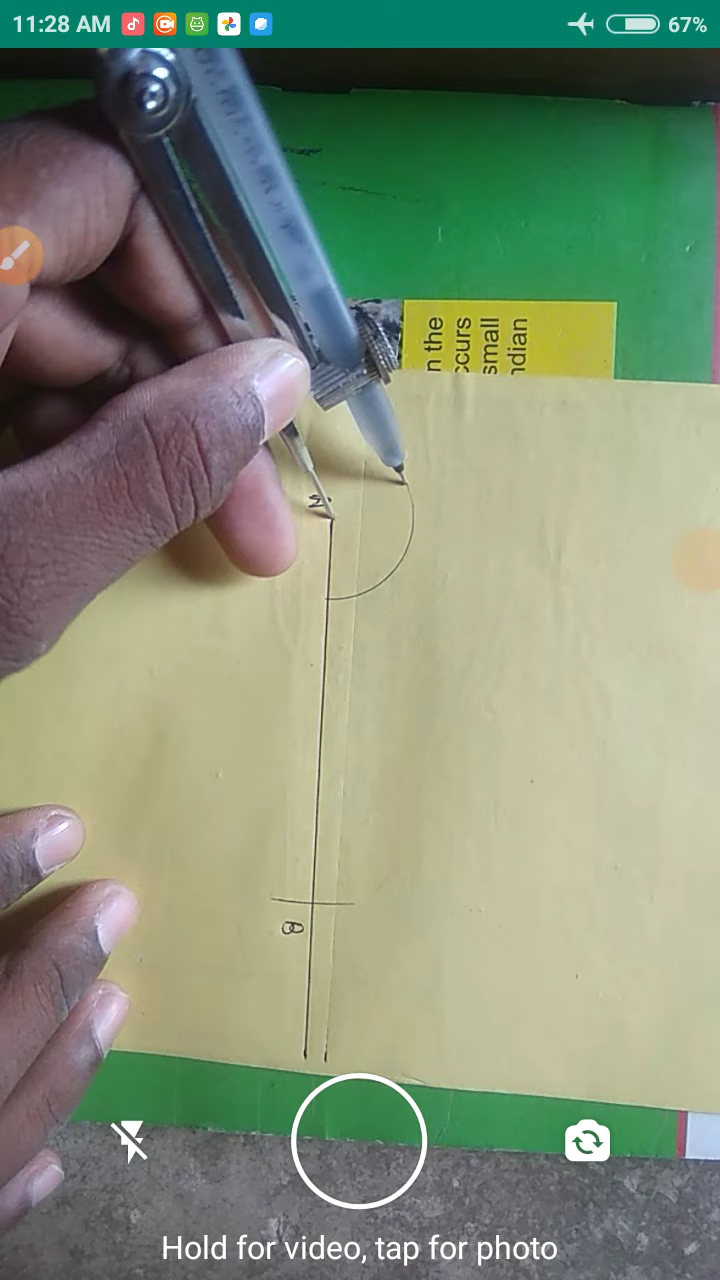 11:28 AM
67%
n the
ccurs
small
ndian
B
Hold for video, tap for photo